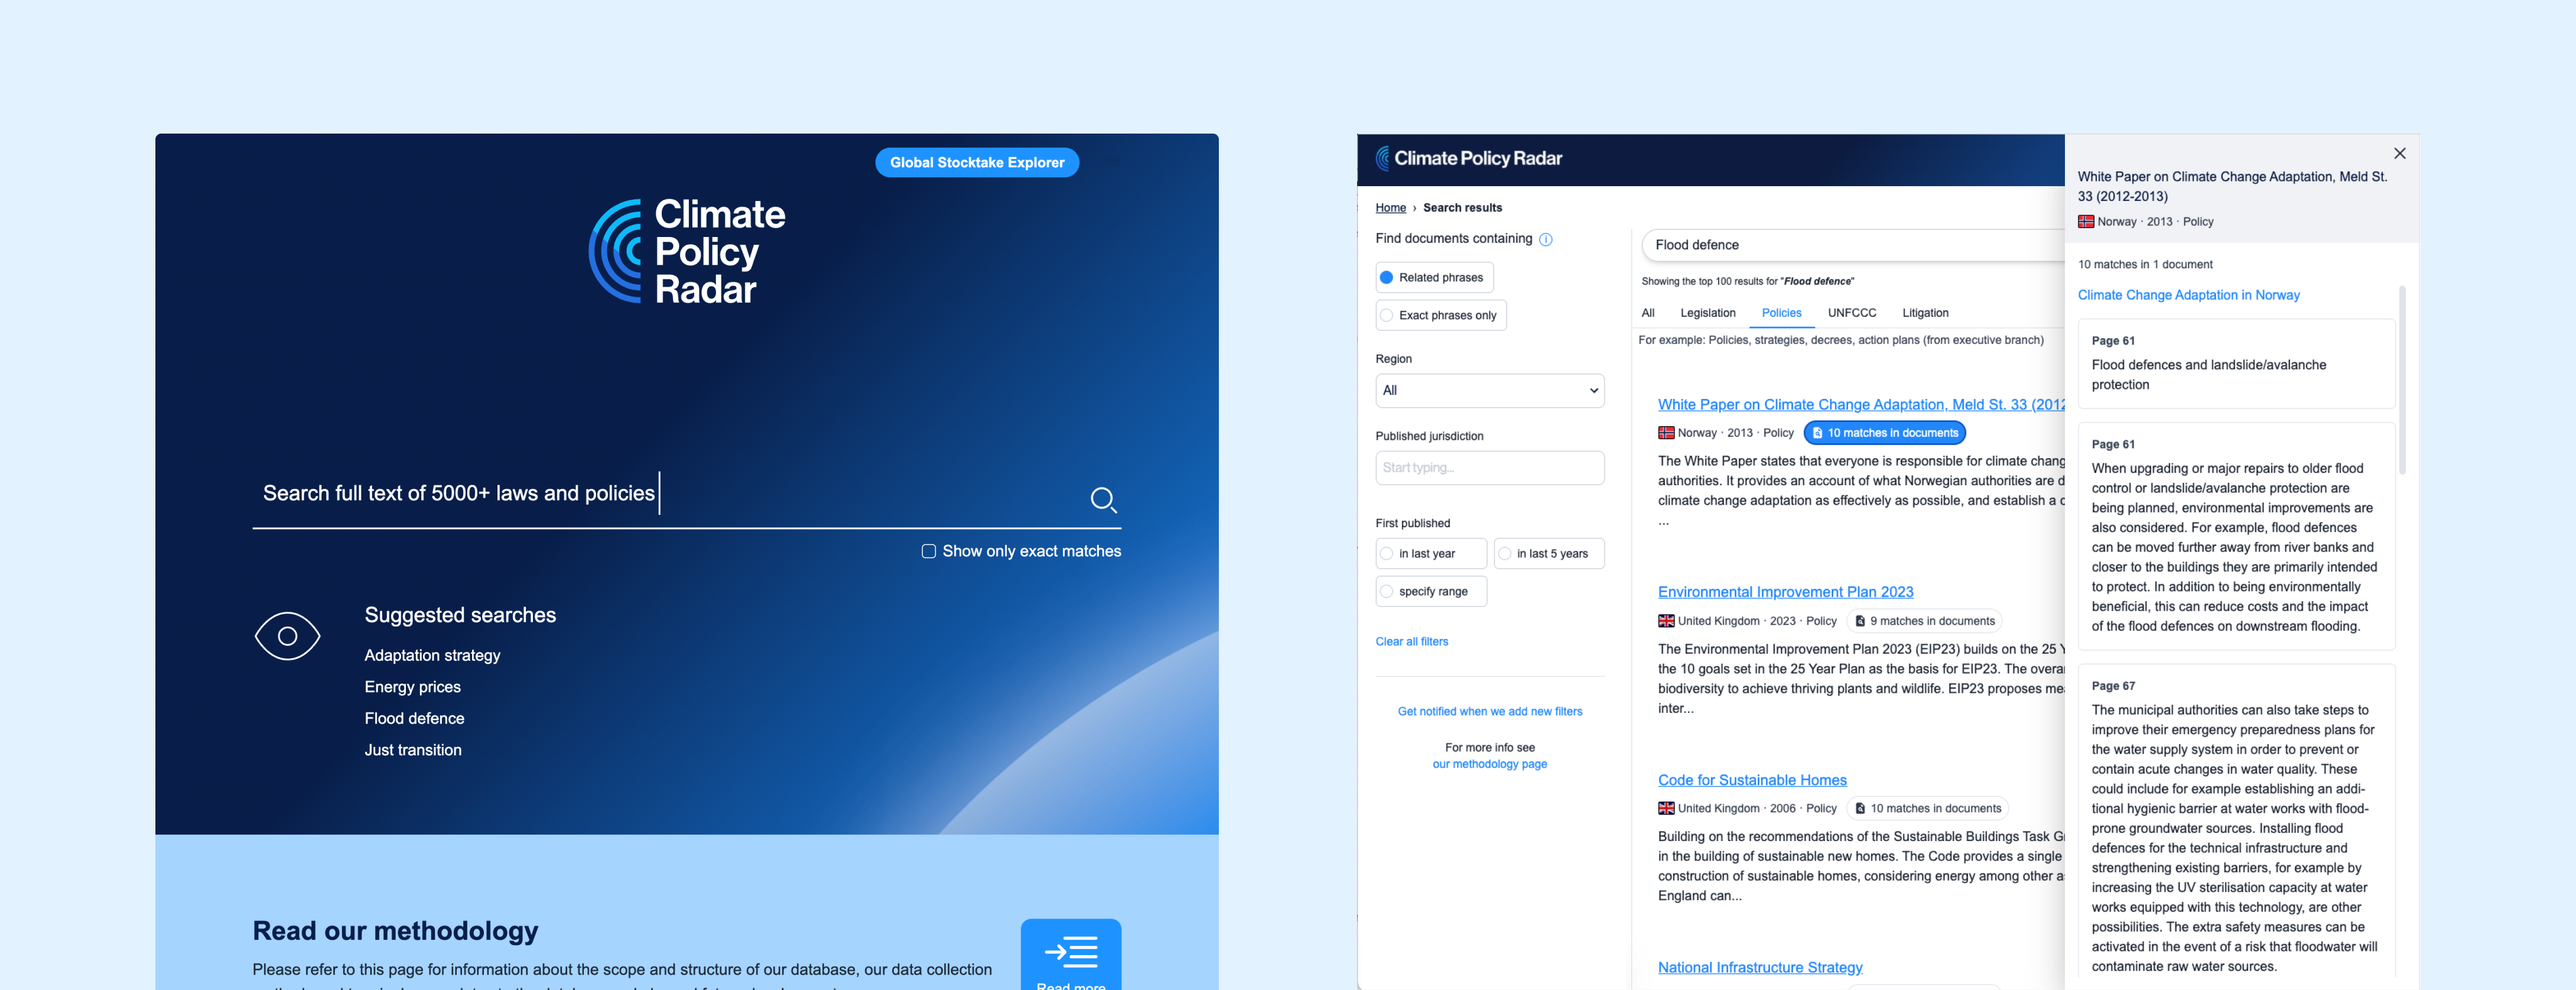 Global Stocktake Explorer
Climate
Policy
Radar
Search full text of 5000+ laws and policies
Show only exact matches
Suggested searches
Adaptation strategy
Energy prices
Flood defence
Just transition
Read our methodology
Please refer to this page for information about the scope and structure of our database, our data collection
Read more
Climate Policy Radar
Home › Search results
Find documents containing
Related phrases
Exact phrases only
Region
All
Published jurisdiction
Start typing...
First published
in last year
in last 5 years
specify range
Clear all filters
Get notified when we add new filters
For more info see
our methodology page
Flood defence
Showing the top 100 results for "Flood defence"
All Legislation Policies UNFCCC Litigation
For example: Policies, strategies, decrees, action plans (from executive branch)
White Paper on Climate Change Adaptation, Meld St. 33 (2012
Norway · 2013 · Policy 10 matches in documents
The White Paper states that everyone is responsible for climate chang
authorities. It provides an account of what Norwegian authorities are d
climate change adaptation as effectively as possible, and establish a c
...
Environmental Improvement Plan 2023
United Kingdom · 2023 · Policy 9 matches in documents
The Environmental Improvement Plan 2023 (EIP23) builds on the 25 Y
the 10 goals set in the 25 Year Plan as the basis for EIP23. The overa
biodiversity to achieve thriving plants and wildlife. EIP23 proposes me
inter...
Code for Sustainable Homes
United Kingdom · 2006 · Policy 10 matches in documents
Building on the recommendations of the Sustainable Buildings Task G
in the building of sustainable new homes. The Code provides a single
construction of sustainable homes, considering energy among other a
England can...
National Infrastructure Strategy
White Paper on Climate Change Adaptation, Meld St.
33 (2012-2013)
Norway · 2013 · Policy
10 matches in 1 document
Climate Change Adaptation in Norway
Page 61
Flood defences and landslide/avalanche
protection
Page 61
When upgrading or major repairs to older flood
control or landslide/avalanche protection are
being planned, environmental improvements are
also considered. For example, flood defences
can be moved further away from river banks and
closer to the buildings they are primarily intended
to protect. In addition to being environmentally
beneficial, this can reduce costs and the impact
of the flood defences on downstream flooding.
Page 67
The municipal authorities can also take steps to
improve their emergency preparedness plans for
the water supply system in order to prevent or
contain acute changes in water quality. These
could include for example establishing an addi-
tional hygienic barrier at water works with flood-
prone groundwater sources. Installing flood
defences for the technical infrastructure and
strengthening existing barriers, for example by
increasing the UV sterilisation capacity at water
works equipped with this technology, are other
possibilities. The extra safety measures can be
activated in the event of a risk that floodwater will
contaminate raw water sources.